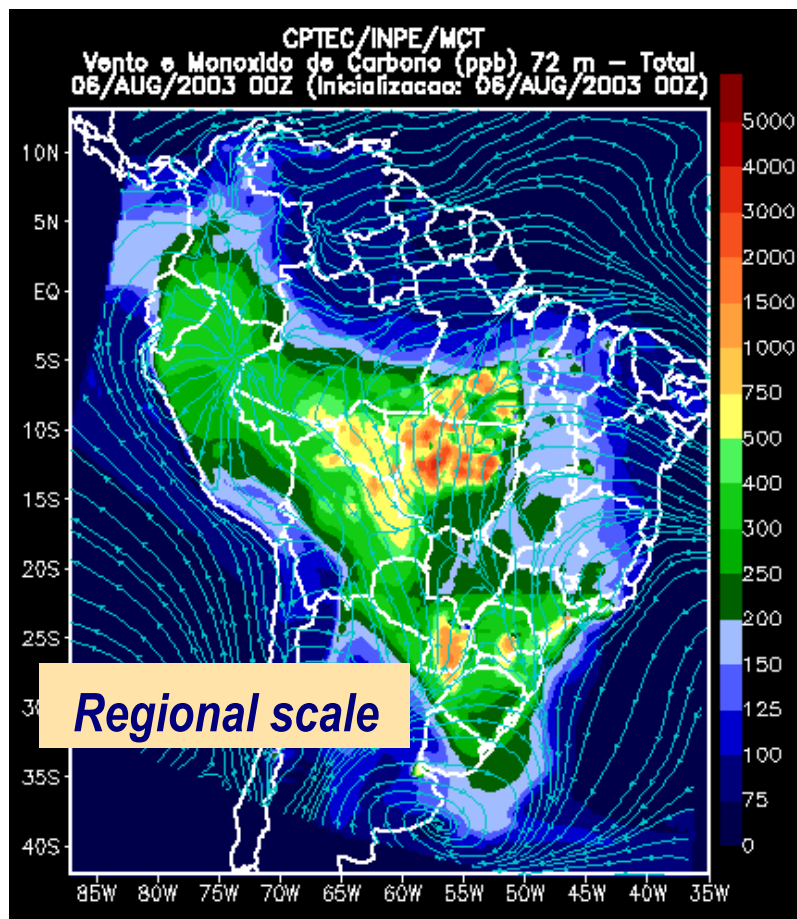 CPTEC/INPE/MCT
Vento e Monoxido de Carbono (ppb) 72 m – Total
06/AUG/2003 00Z (Inicializacao: 06/AUG/2003 00Z)
10N
5N
EQ
5S
10S
15S
20S
25S
35S
40S
5000
4000
3000
2000
1500
1000
750
500
400
300
250
200
150
125
100
75
0
Regional scale
85W 80W 75W 70W 65W 60W 55W 50W 45W 40W 35W